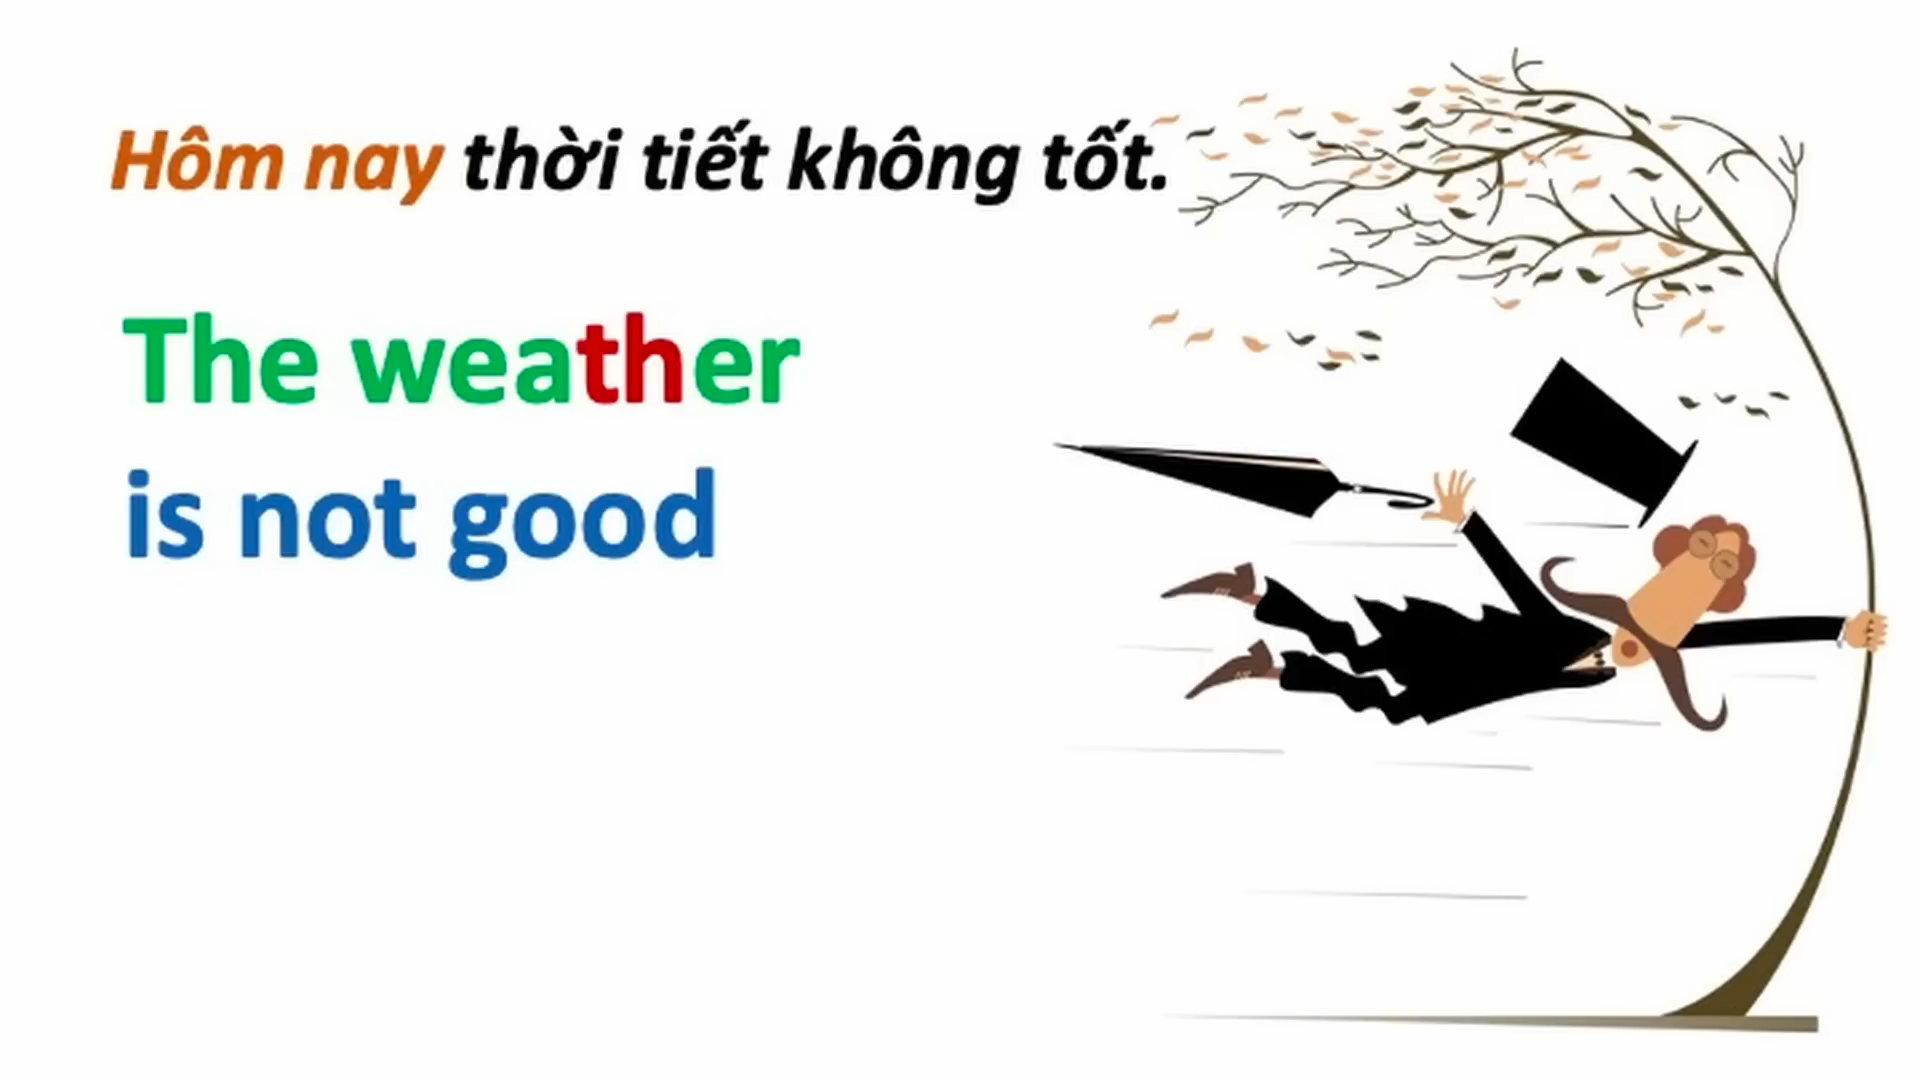 Hôm nay thời tiết không tốt.
The weather
is not good